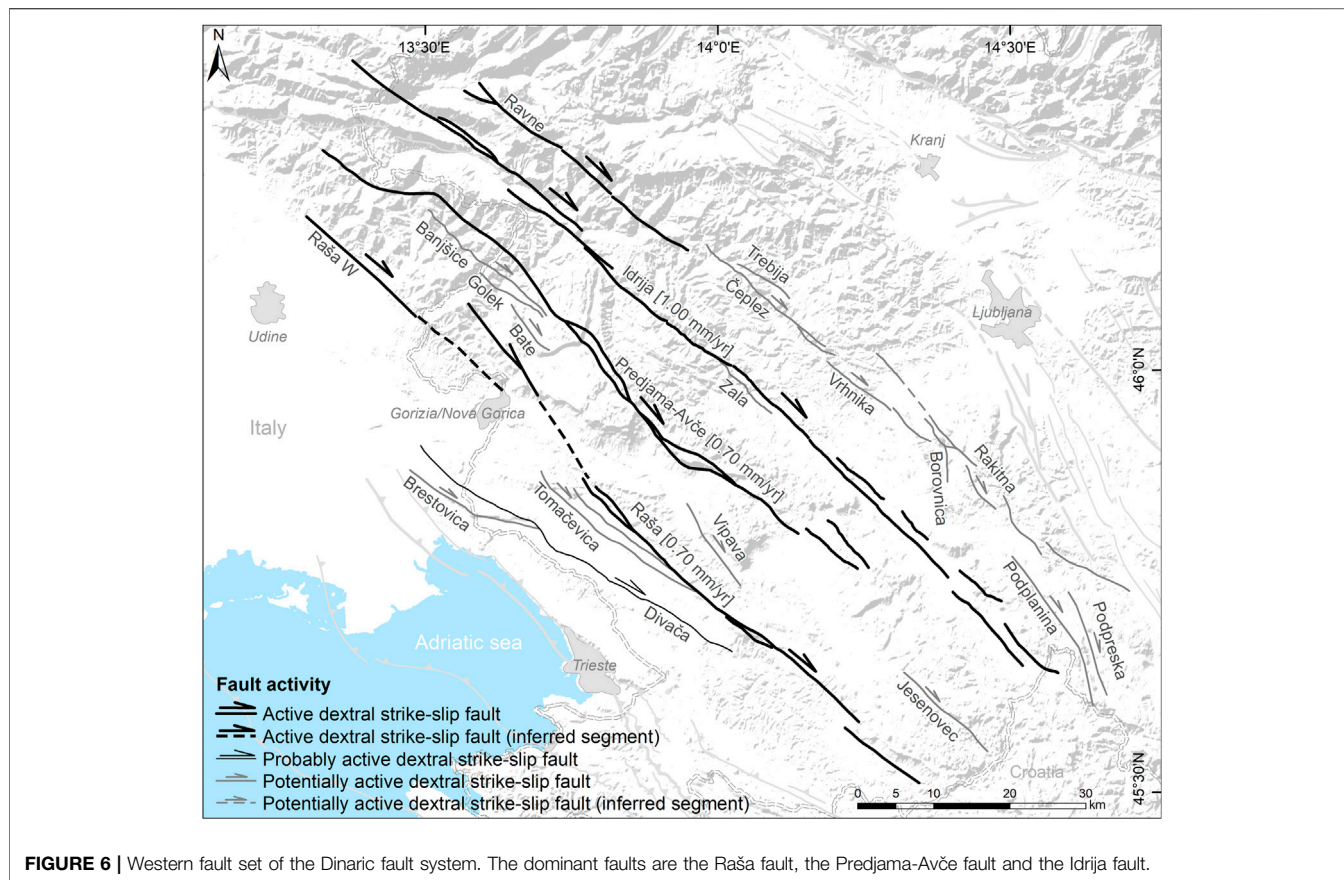 N
13°30'E
14°0'E
14°30'E
Ravne
Kranj
Raša W
Banjšice
Golek
Bate
Udine
Trebija
Čeplez
Idrija [1.00 mm/yr]
Ljubljana
46°0'N
Predjama-Avče [0.70 mm/yr]
Zala
Vrhnika
Gorizia/Nova Gorica
Italy
Borovnica
Rakitna
Brestovica
Tomačevica
Raša [0.70 mm/yr]
Vipava
Podplanina
Podpreska
Divača
Adriatic sea
Trieste
Jesenovec
Croatia
45°30'N
Fault activity
Active dextral strike-slip fault
Active dextral strike-slip fault (inferred segment)
Probably active dextral strike-slip fault
Potentially active dextral strike-slip fault
Potentially active dextral strike-slip fault (inferred segment)
0 5 10 20 30
km
FIGURE 6 | Western fault set of the Dinaric fault system. The dominant faults are the Raša fault, the Predjama-Avče fault and the Idrija fault.